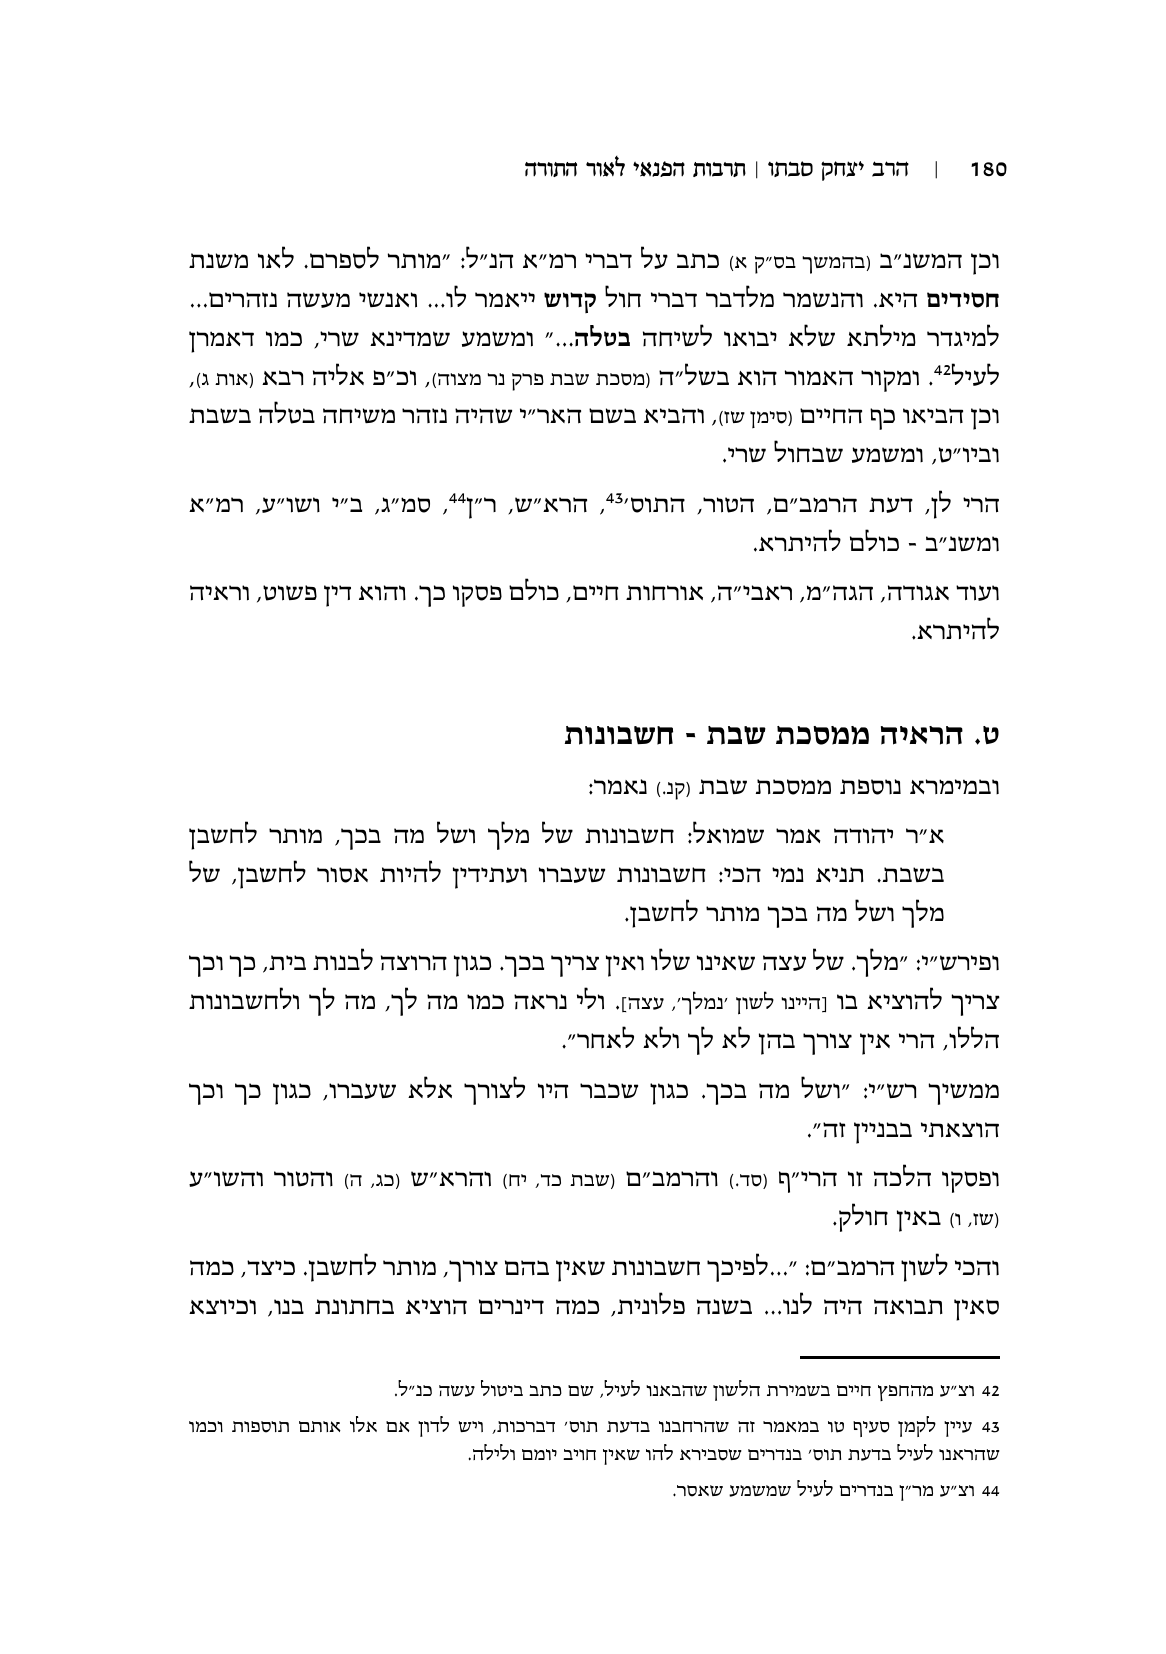 180 | הרב יצחק סבתו | תרבות הפנאי לאור התורה
וכן המשנ״ב (בהמשך בס״ק א) כתב על דברי רמ״א הנ״ל: ״מותר לספרם. לאו משנת
חסידים היא. והנשמר מלדבר דברי חול קדוש ייאמר לו... ואנשי מעשה נזהרים...
למיגדר מילתא שלא יבואו לשיחה בטלה...״ ומשמע שמדינא שרי, כמו דאמרן
לעיל42. ומקור האמור הוא בשל״ה (מסכת שבת פרק נר מצוה), וכ״פ אליה רבא (אות ג),
וכן הביאו כף החיים (סימן שז), והביא בשם האר״י שהיה נזהר משיחה בטלה בשבת
וביו״ט, ומשמע שבחול שרי.
הרי לן, דעת הרמב״ם, הטור, התוס׳43, הרא״ש, ר״ן44, סמ״ג, ב״י ושו״ע, רמ״א
ומשנ״ב - כולם להיתרא.
ועוד אגודה, הגה״מ, ראבי״ה, אורחות חיים, כולם פסקו כך. והוא דין פשוט, וראיה
להיתרא.
ט. הראיה ממסכת שבת - חשבונות
ובמימרא נוספת ממסכת שבת (קנ.) נאמר:
א״ר יהודה אמר שמואל: חשבונות של מלך ושל מה בכך, מותר לחשבן
בשבת. תניא נמי הכי: חשבונות שעברו ועתידין להיות אסור לחשבן, של
מלך ושל מה בכך מותר לחשבן.
ופירש״י: ״מלך. של עצה שאינו שלו ואין צריך בכך. כגון הרוצה לבנות בית, כך וכך
צריך להוציא בו [היינו לשון ׳נמלך׳, עצה]. ולי נראה כמו מה לך, מה לך ולחשבונות
הללו, הרי אין צורך בהן לא לך ולא לאחר״.
ממשיך רש״י: ״ושל מה בכך. כגון שכבר היו לצורך אלא שעברו, כגון כך וכך
הוצאתי בבניין זה״.
ופסקו הלכה זו הרי״ף (סד.) והרמב״ם (שבת כד, יח) והרא״ש (כג, ה) והטור והשו״ע
(שז, ו) באין חולק.
והכי לשון הרמב״ם: ״...לפיכך חשבונות שאין בהם צורך, מותר לחשבן. כיצד, כמה
סאין תבואה היה לנו... בשנה פלונית, כמה דינרים הוציא בחתונת בנו, וכיוצא
42 וצ״ע מהחפץ חיים בשמירת הלשון שהבאנו לעיל, שם כתב ביטול עשה כנ״ל.
43 עיין לקמן סעיף טו במאמר זה שהרחבנו בדעת תוס׳ דברכות, ויש לדון אם אלו אותם תוספות וכמו
שהראנו לעיל בדעת תוס׳ בנדרים שסבירא להו שאין חויב יומם ולילה.
44 וצ״ע מר״ן בנדרים לעיל שמשמע שאסר.